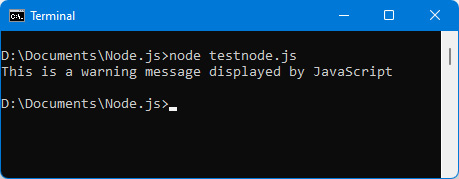 Terminal
D:\Documents\Node.js>node testnode.js
This is a warning message displayed by JavaScript
D:\Documents\Node.js>